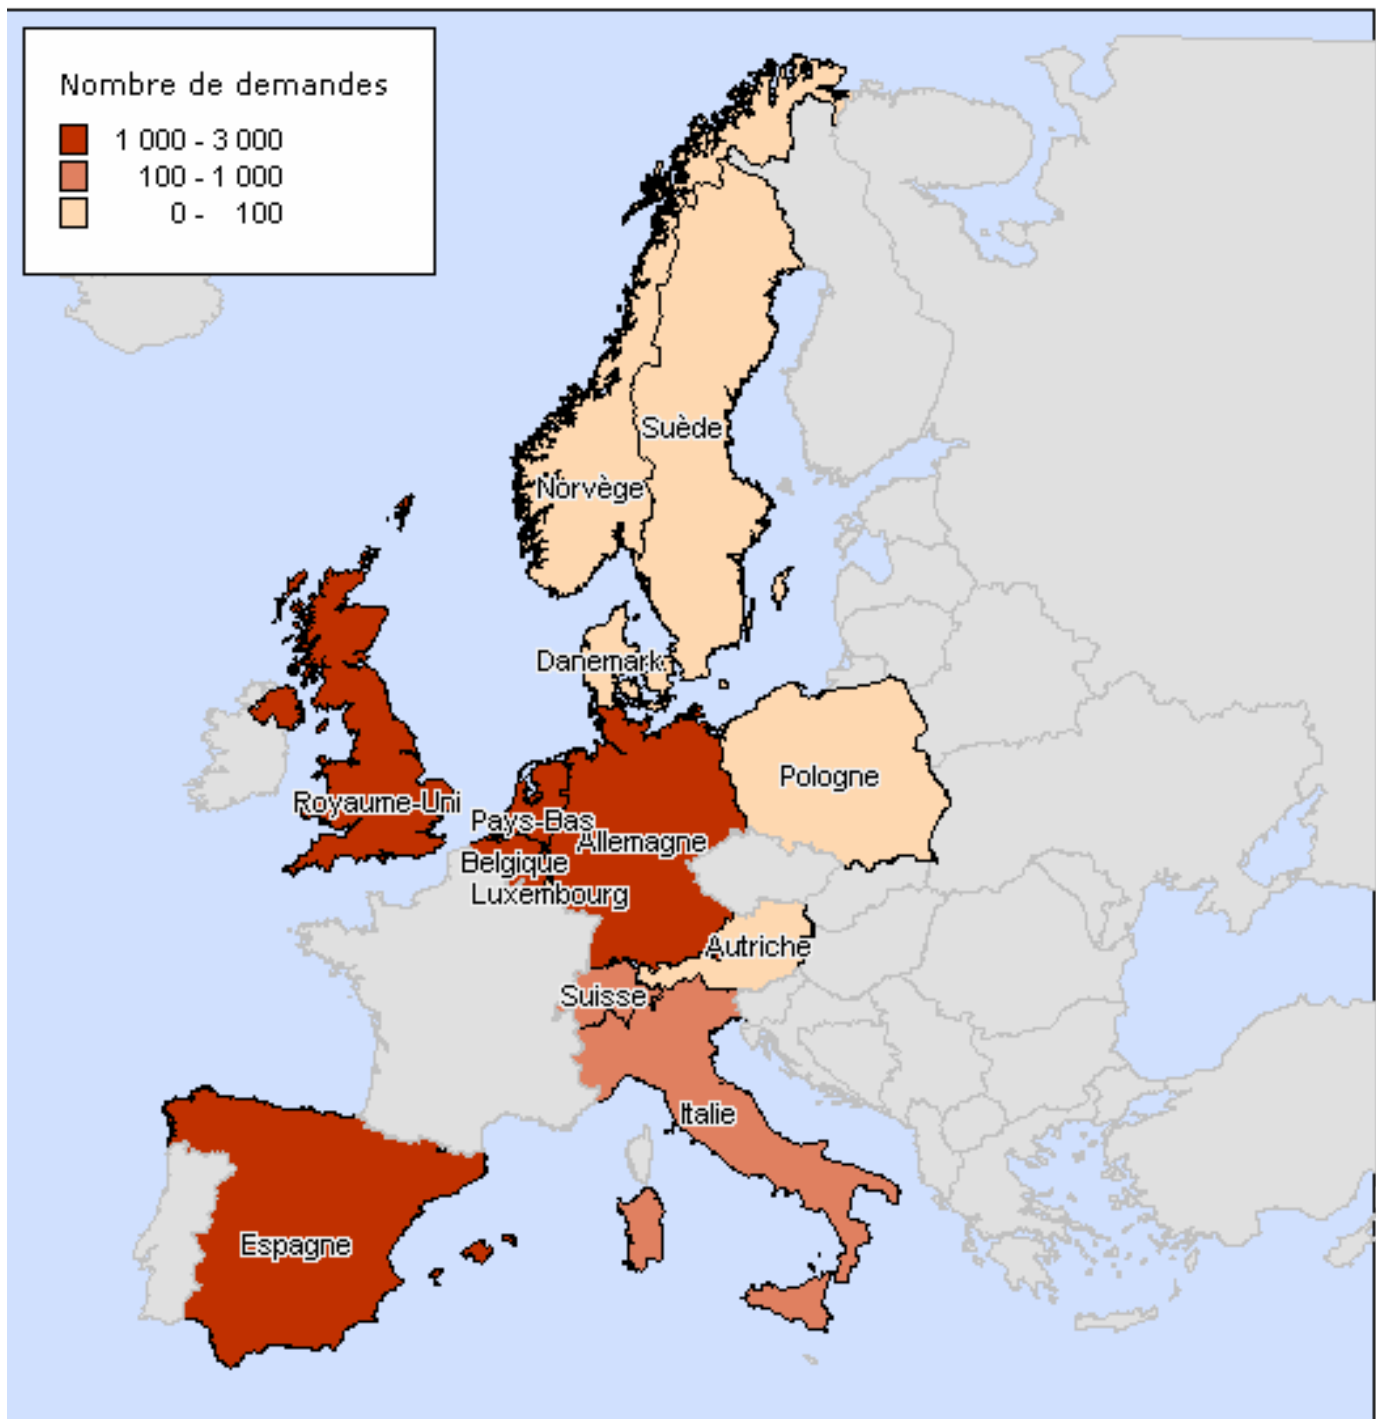 Nombre de demandes
1 000 - 3 000
100 - 1 000
0 - 100
Suède
Norvège
Danemark
Pologne
Royaume-Uni
Pays-Bas
Allemagne
Belgique
Luxembourg
Autriche
Suisse
Italie
Espagne